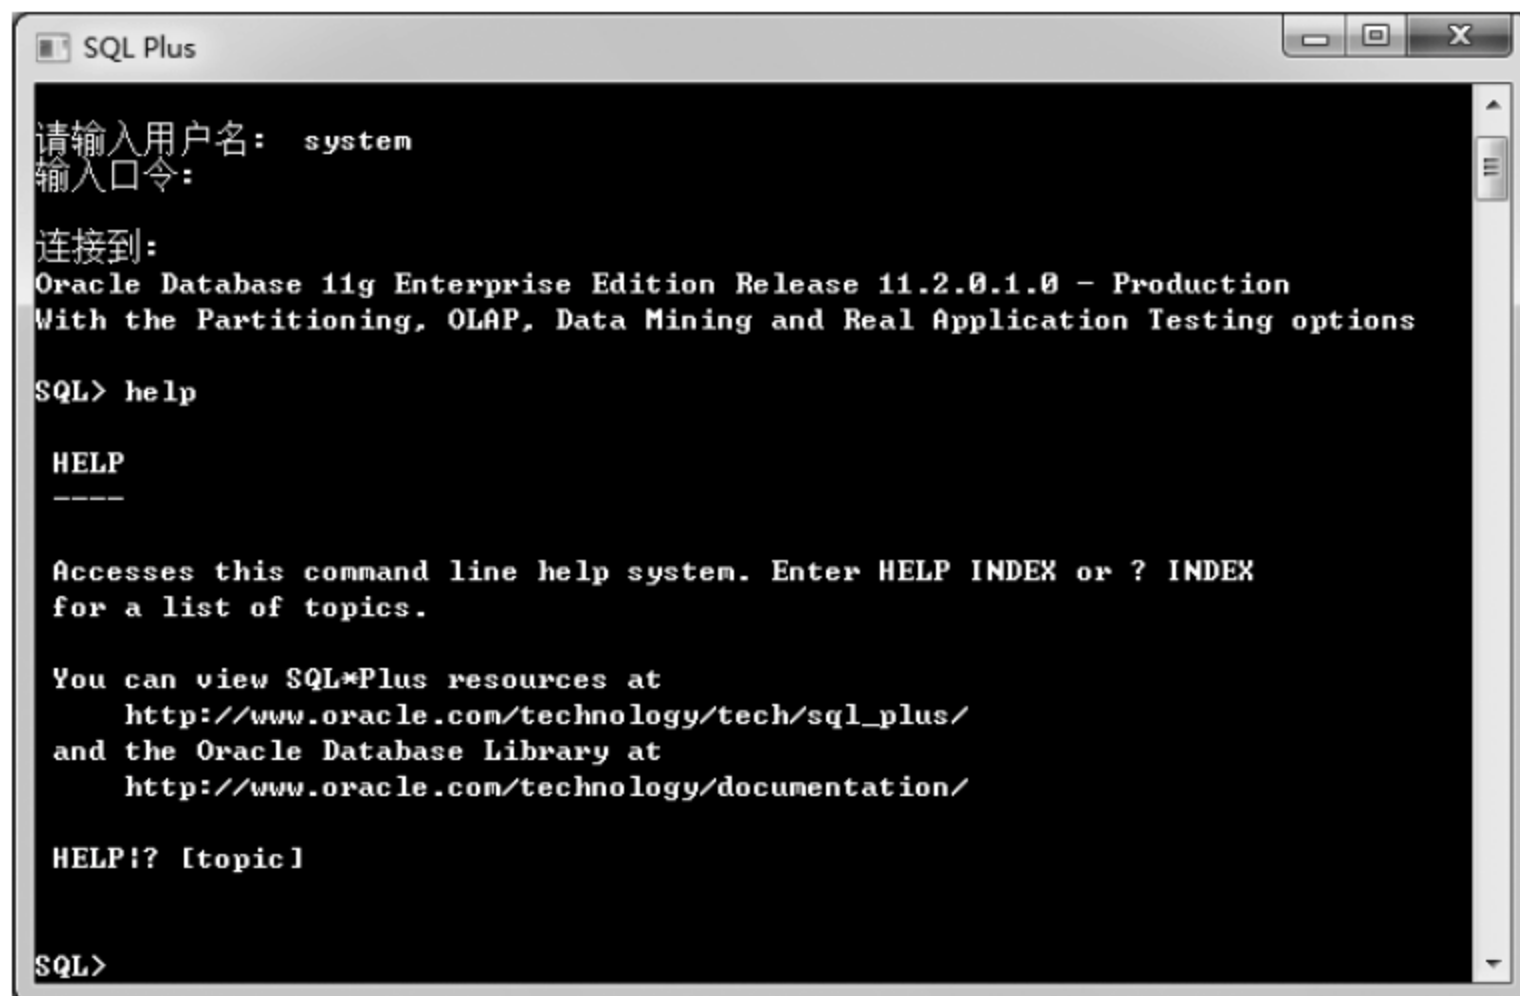 SQL Plus
请输入用户名:  system
输入口令:
连接到:
Oracle Database 11g Enterprise Edition Release 11.2.0.1.0 - Production
With the Partitioning, OLAP, Data Mining and Real Application Testing options
SQL> help
HELP
----
Accesses this command line help system. Enter HELP INDEX or ? INDEX
for a list of topics.
You can view SQL*Plus resources at
http://www.oracle.com/technology/tech/sql_plus/
and the Oracle Database Library at
http://www.oracle.com/technology/documentation/
HELP|? [topic]
SQL>